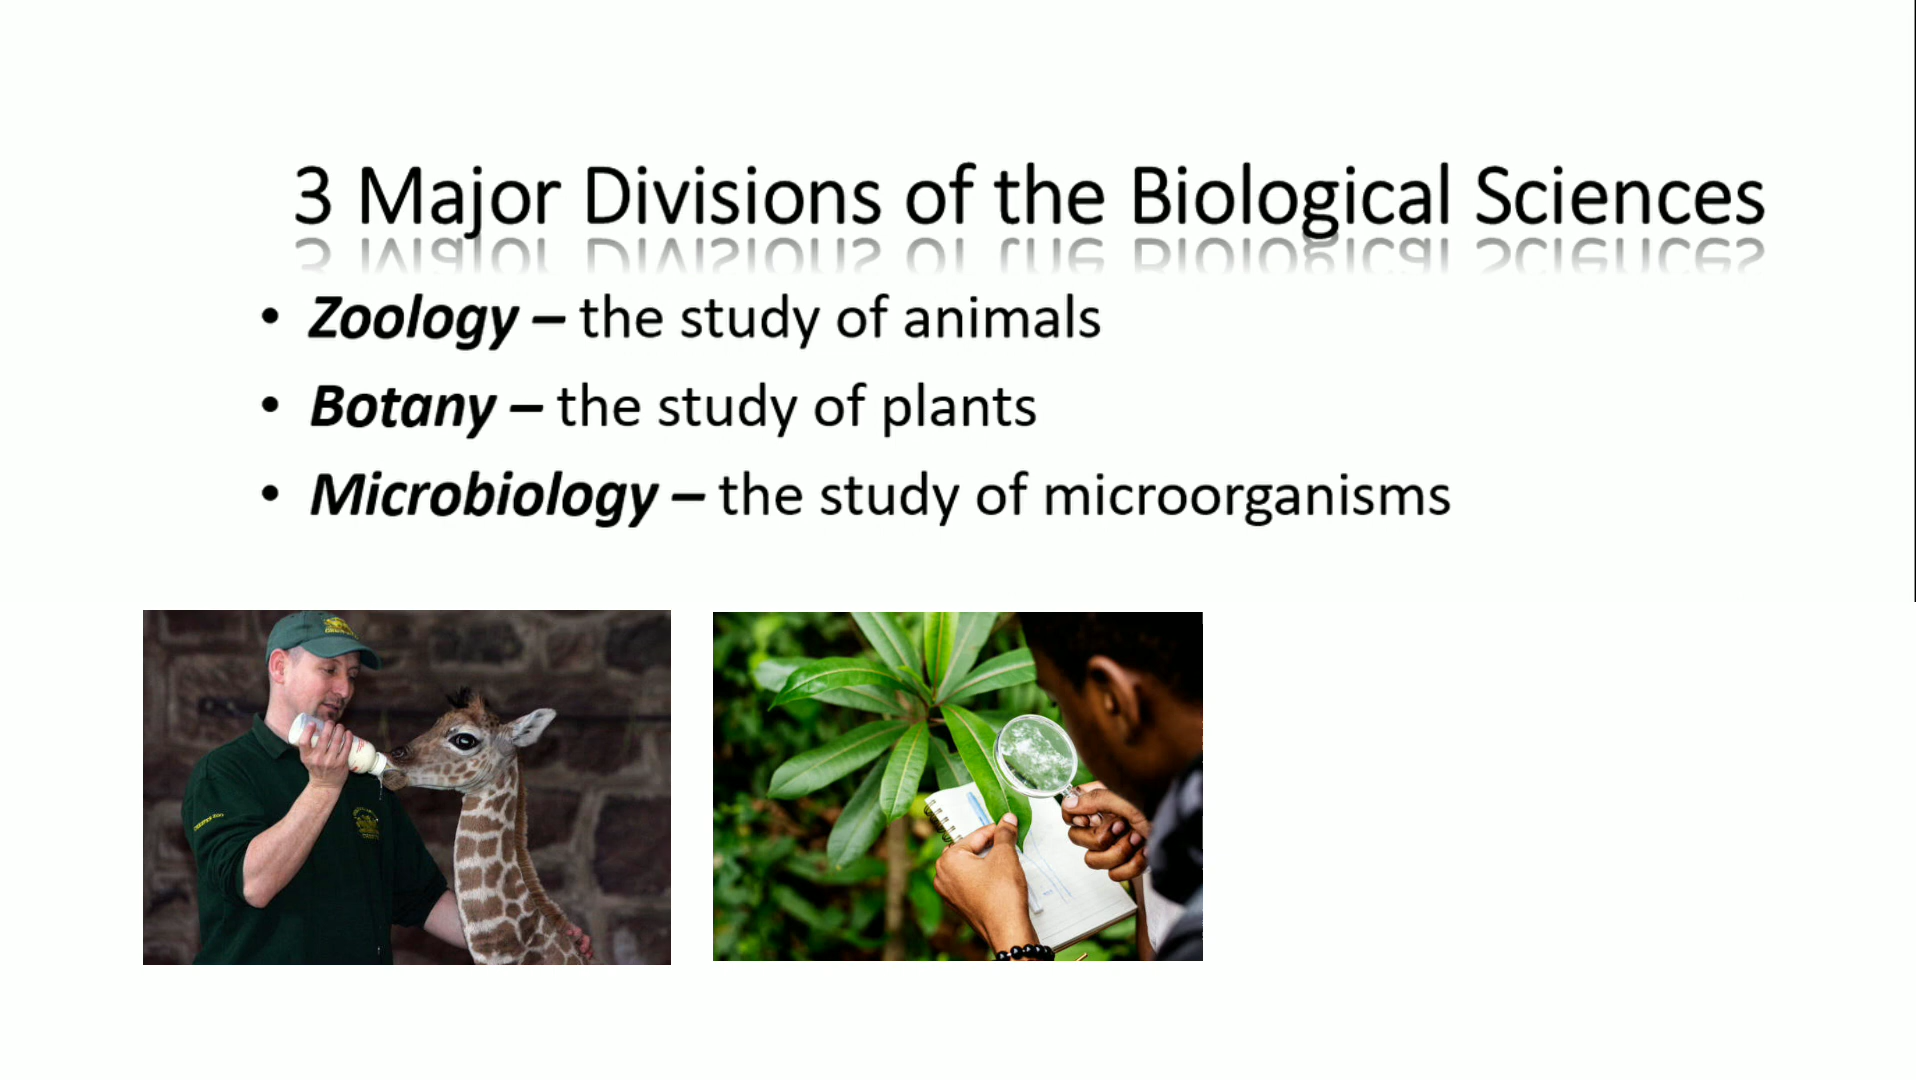 3 Major Divisions of the Biological Sciences
• Zoology – the study of animals
• Botany – the study of plants
• Microbiology – the study of microorganisms